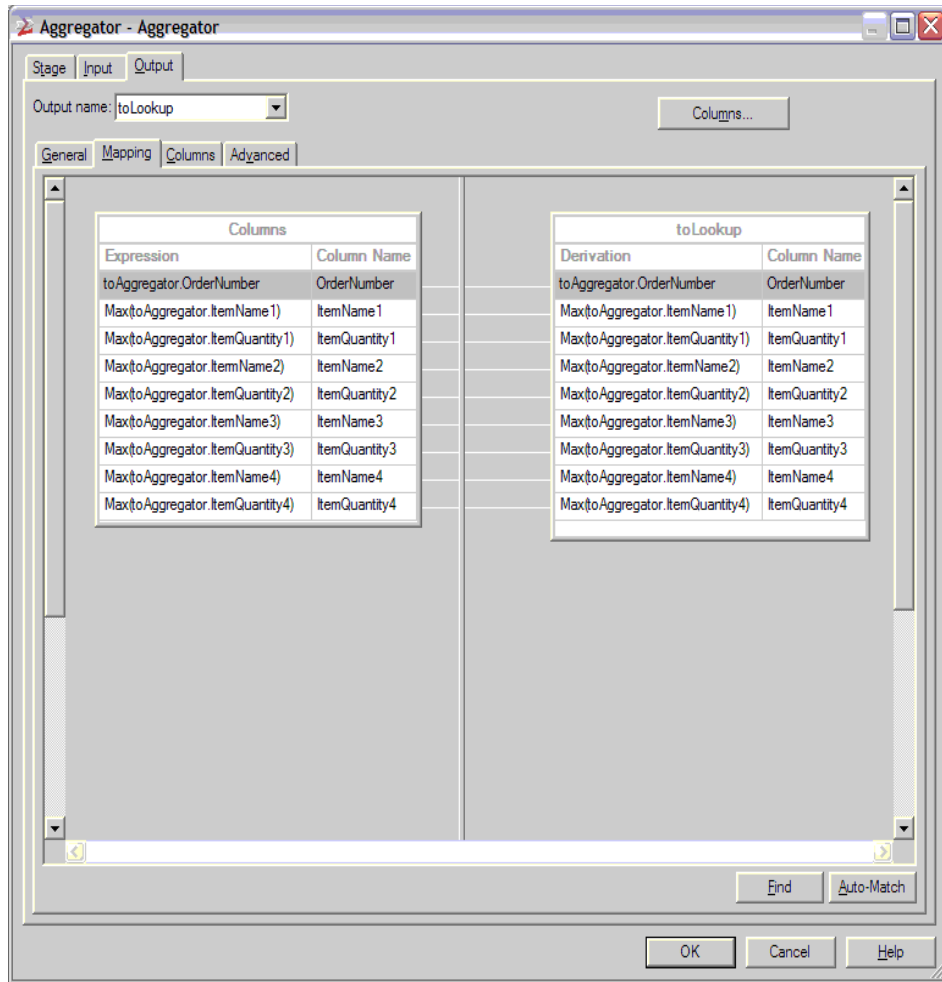 Aggregator - Aggregator
Stage Input Output
Output name: toLookup Columns...
General Mapping Columns Advanced
Columns toLookup
Expression Column Name Derivation Column Name
toAggregator.OrderNumber OrderNumber toAggregator.OrderNumber OrderNumber
Max(toAggregator.ItemName1) ItemName1 Max(toAggregator.ItemName1) ItemName1
Max(toAggregator.ItemQuantity1) ItemQuantity1 Max(toAggregator.ItemQuantity1) ItemQuantity1
Max(toAggregator.ItermName2) ItemName2 Max(toAggregator.ItermName2) ItemName2
Max(toAggregator.ItemQuantity2) ItemQuantity2 Max(toAggregator.ItemQuantity2) ItemQuantity2
Max(toAggregator.ItemName3) ItemName3 Max(toAggregator.ItemName3) ItemName3
Max(toAggregator.ItemQuantity3) ItemQuantity3 Max(toAggregator.ItemQuantity3) ItemQuantity3
Max(toAggregator.ItemName4) ItemName4 Max(toAggregator.ItemName4) ItemName4
Max(toAggregator.ItemQuantity4) ItemQuantity4 Max(toAggregator.ItemQuantity4) ItemQuantity4
Find Auto-Match
OK Cancel Help